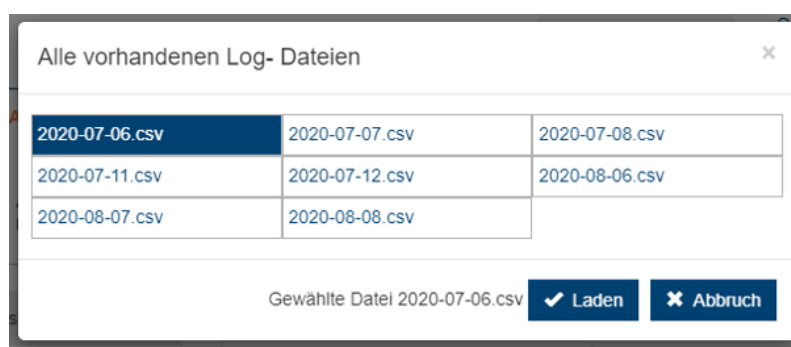 Alle vorhandenen Log- Dateien ×
2020-07-06.csv 2020-07-07.csv 2020-07-08.csv
2020-07-11.csv 2020-07-12.csv 2020-08-06.csv
2020-08-07.csv 2020-08-08.csv
Gewählte Datei 2020-07-06.csv ✔ Laden ✖ Abbruch